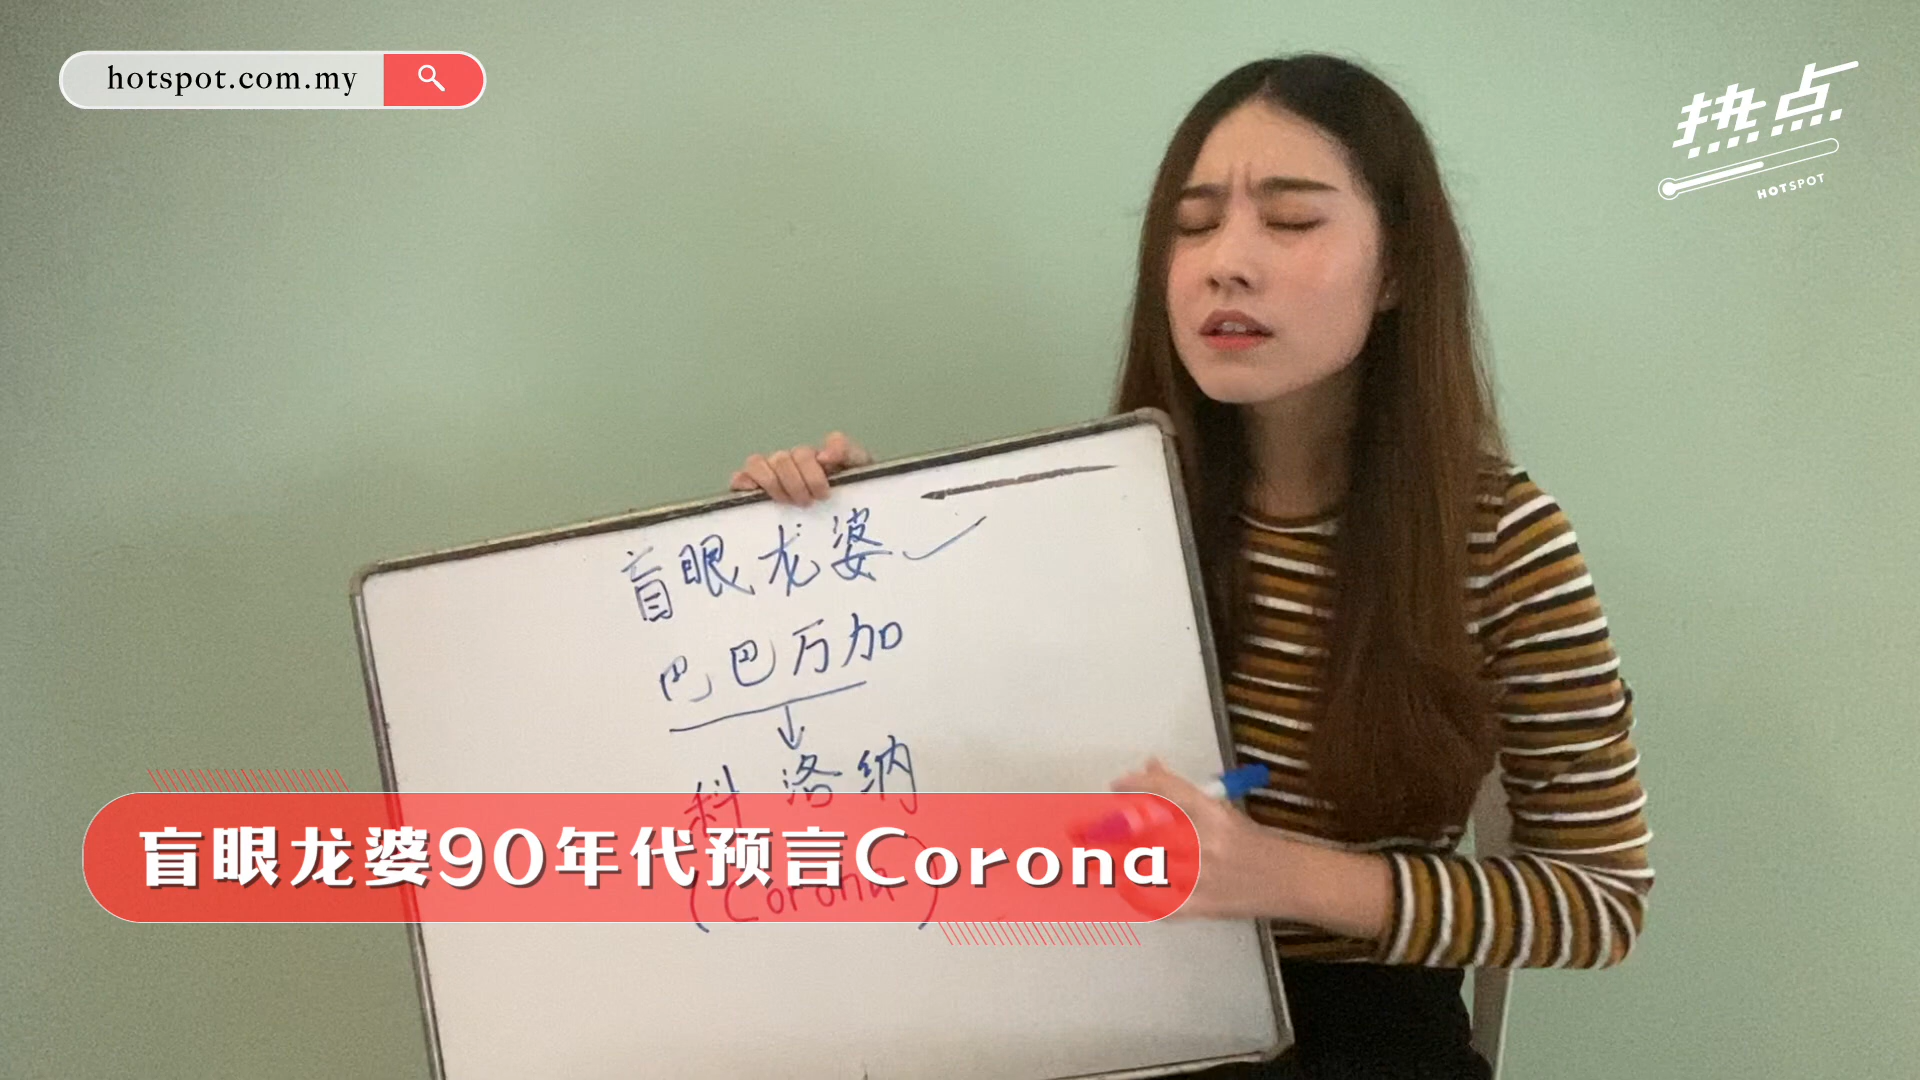 hotspot.com.my
热点
HOTSPOT
盲眼龙婆
巴巴万加
科洛纳
(Corona)
盲眼龙婆90年代预言Corona